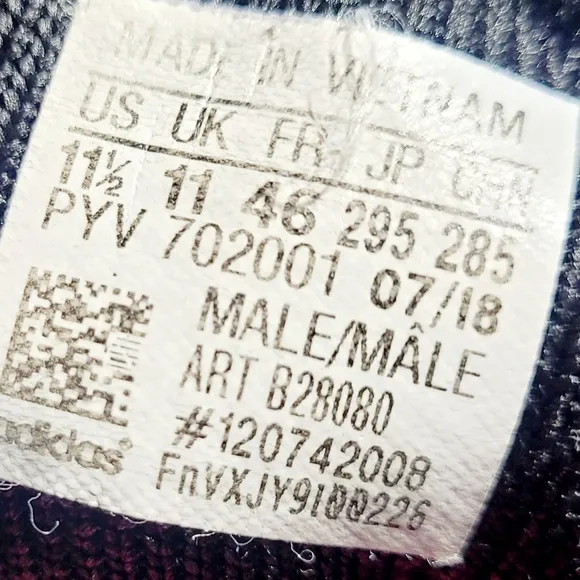 MADE IN VIETNAM
US UK FR JP CHN
11½ 11 46 295 285
PYV 702001 07/18
MALE/MÂLE
ART B28080
#120742008
FnVXJY9I00226
adidas